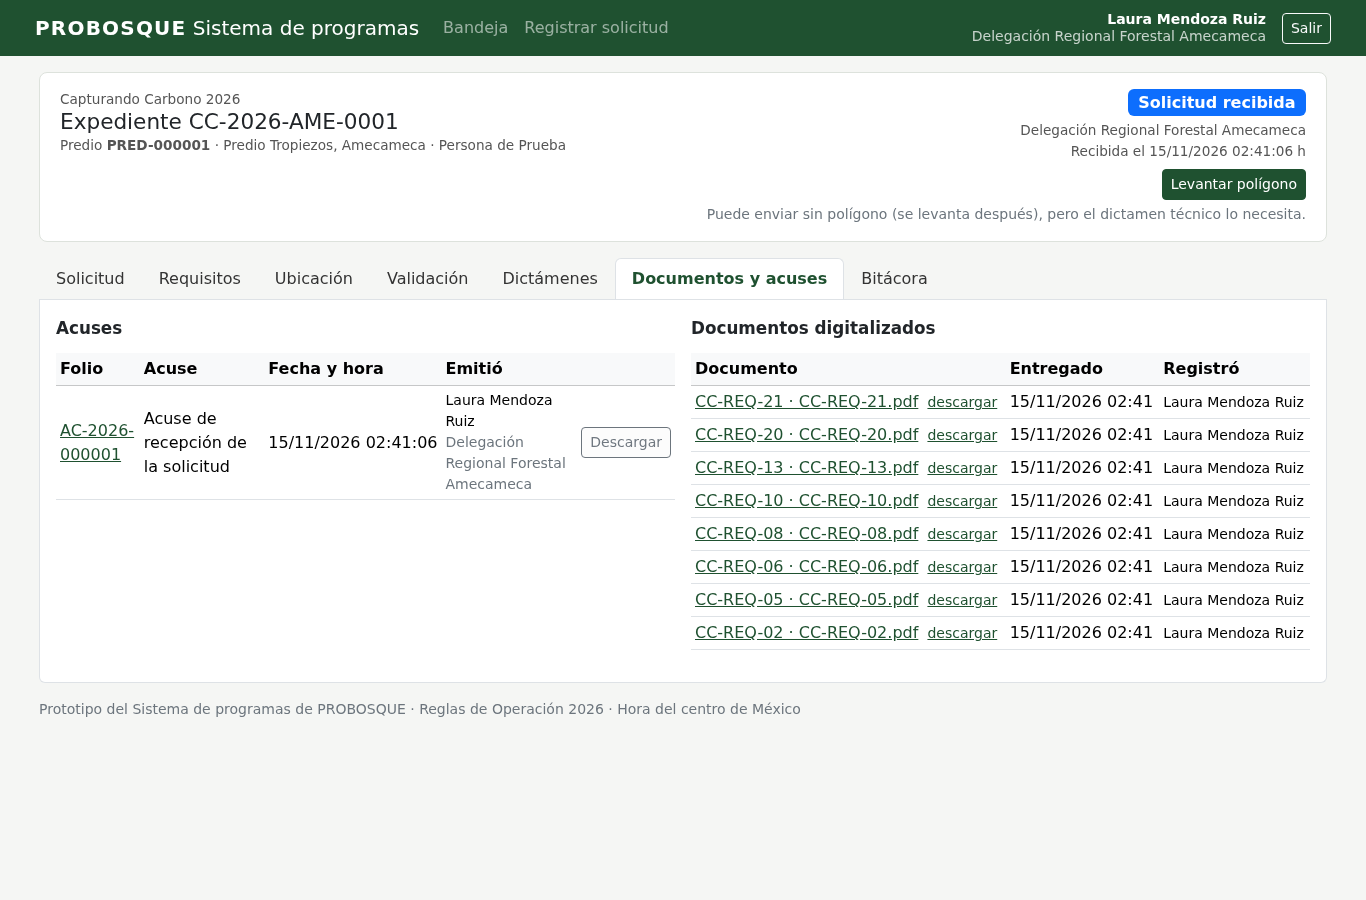 PROBOSQUE Sistema de programas Bandeja Registrar solicitud
Laura Mendoza Ruiz
Delegación Regional Forestal Amecameca
Salir
Capturando Carbono 2026
Expediente CC-2026-AME-0001
Predio PRED-000001 · Predio Tropiezos, Amecameca · Persona de Prueba
Solicitud recibida
Delegación Regional Forestal Amecameca
Recibida el 15/11/2026 02:41:06 h
Levantar polígono
Puede enviar sin polígono (se levanta después), pero el dictamen técnico lo necesita.
Solicitud Requisitos Ubicación Validación Dictámenes Documentos y acuses Bitácora
Acuses
Folio Acuse Fecha y hora Emitió
AC-2026-
000001
Acuse de
recepción de
la solicitud
15/11/2026 02:41:06
Laura Mendoza
Ruiz
Delegación
Regional Forestal
Amecameca
Descargar
Documentos digitalizados
Documento Entregado Registró
CC-REQ-21 · CC-REQ-21.pdf descargar 15/11/2026 02:41 Laura Mendoza Ruiz
CC-REQ-20 · CC-REQ-20.pdf descargar 15/11/2026 02:41 Laura Mendoza Ruiz
CC-REQ-13 · CC-REQ-13.pdf descargar 15/11/2026 02:41 Laura Mendoza Ruiz
CC-REQ-10 · CC-REQ-10.pdf descargar 15/11/2026 02:41 Laura Mendoza Ruiz
CC-REQ-08 · CC-REQ-08.pdf descargar 15/11/2026 02:41 Laura Mendoza Ruiz
CC-REQ-06 · CC-REQ-06.pdf descargar 15/11/2026 02:41 Laura Mendoza Ruiz
CC-REQ-05 · CC-REQ-05.pdf descargar 15/11/2026 02:41 Laura Mendoza Ruiz
CC-REQ-02 · CC-REQ-02.pdf descargar 15/11/2026 02:41 Laura Mendoza Ruiz
Prototipo del Sistema de programas de PROBOSQUE · Reglas de Operación 2026 · Hora del centro de México